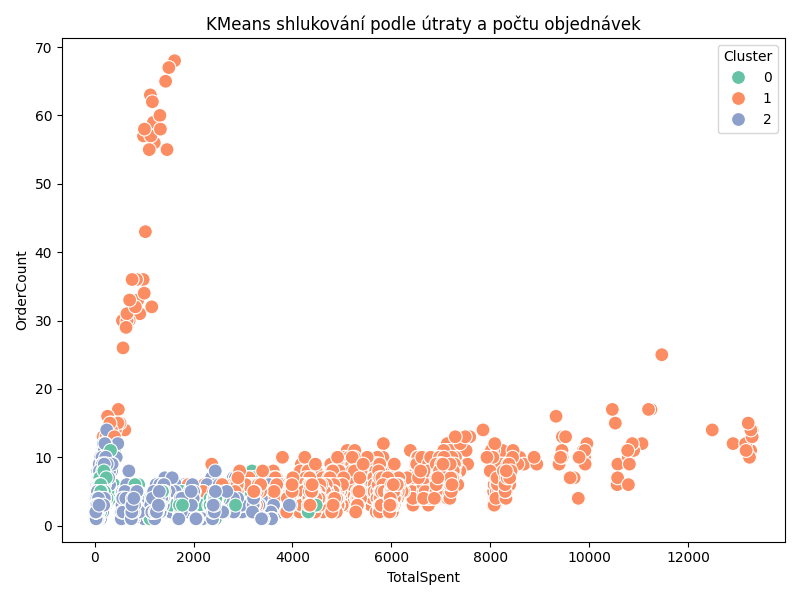 KMeans shlukování podle útraty a počtu objednávek
Cluster
0
1
2
OrderCount
70
60
50
40
30
20
10
0
0 2000 4000 6000 8000 10000 12000
TotalSpent